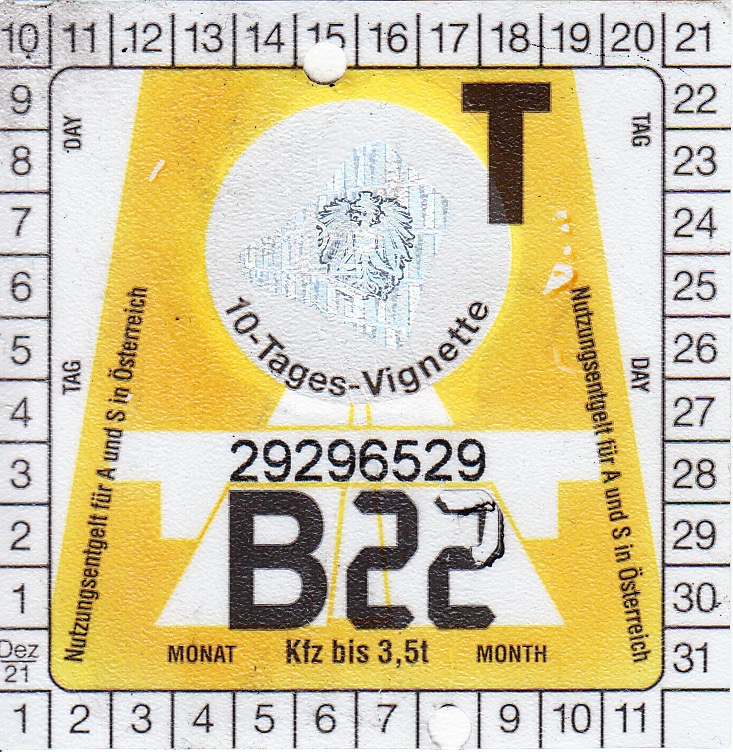 10 11 12 13 14 15 16 17 18 19 20 21
9
8
7
6
5
4
3
2
1
Dez
21
DAY
TAG
T
TAG
DAY
10-Tages-Vignette
Nutzungsentgelt für A und S in Österreich
Nutzungsentgelt für A und S in Österreich
29296529
B22
MONAT Kfz bis 3,5t MONTH
22
23
24
25
26
27
28
29
30
31
1 2 3 4 5 6 7 9 10 11